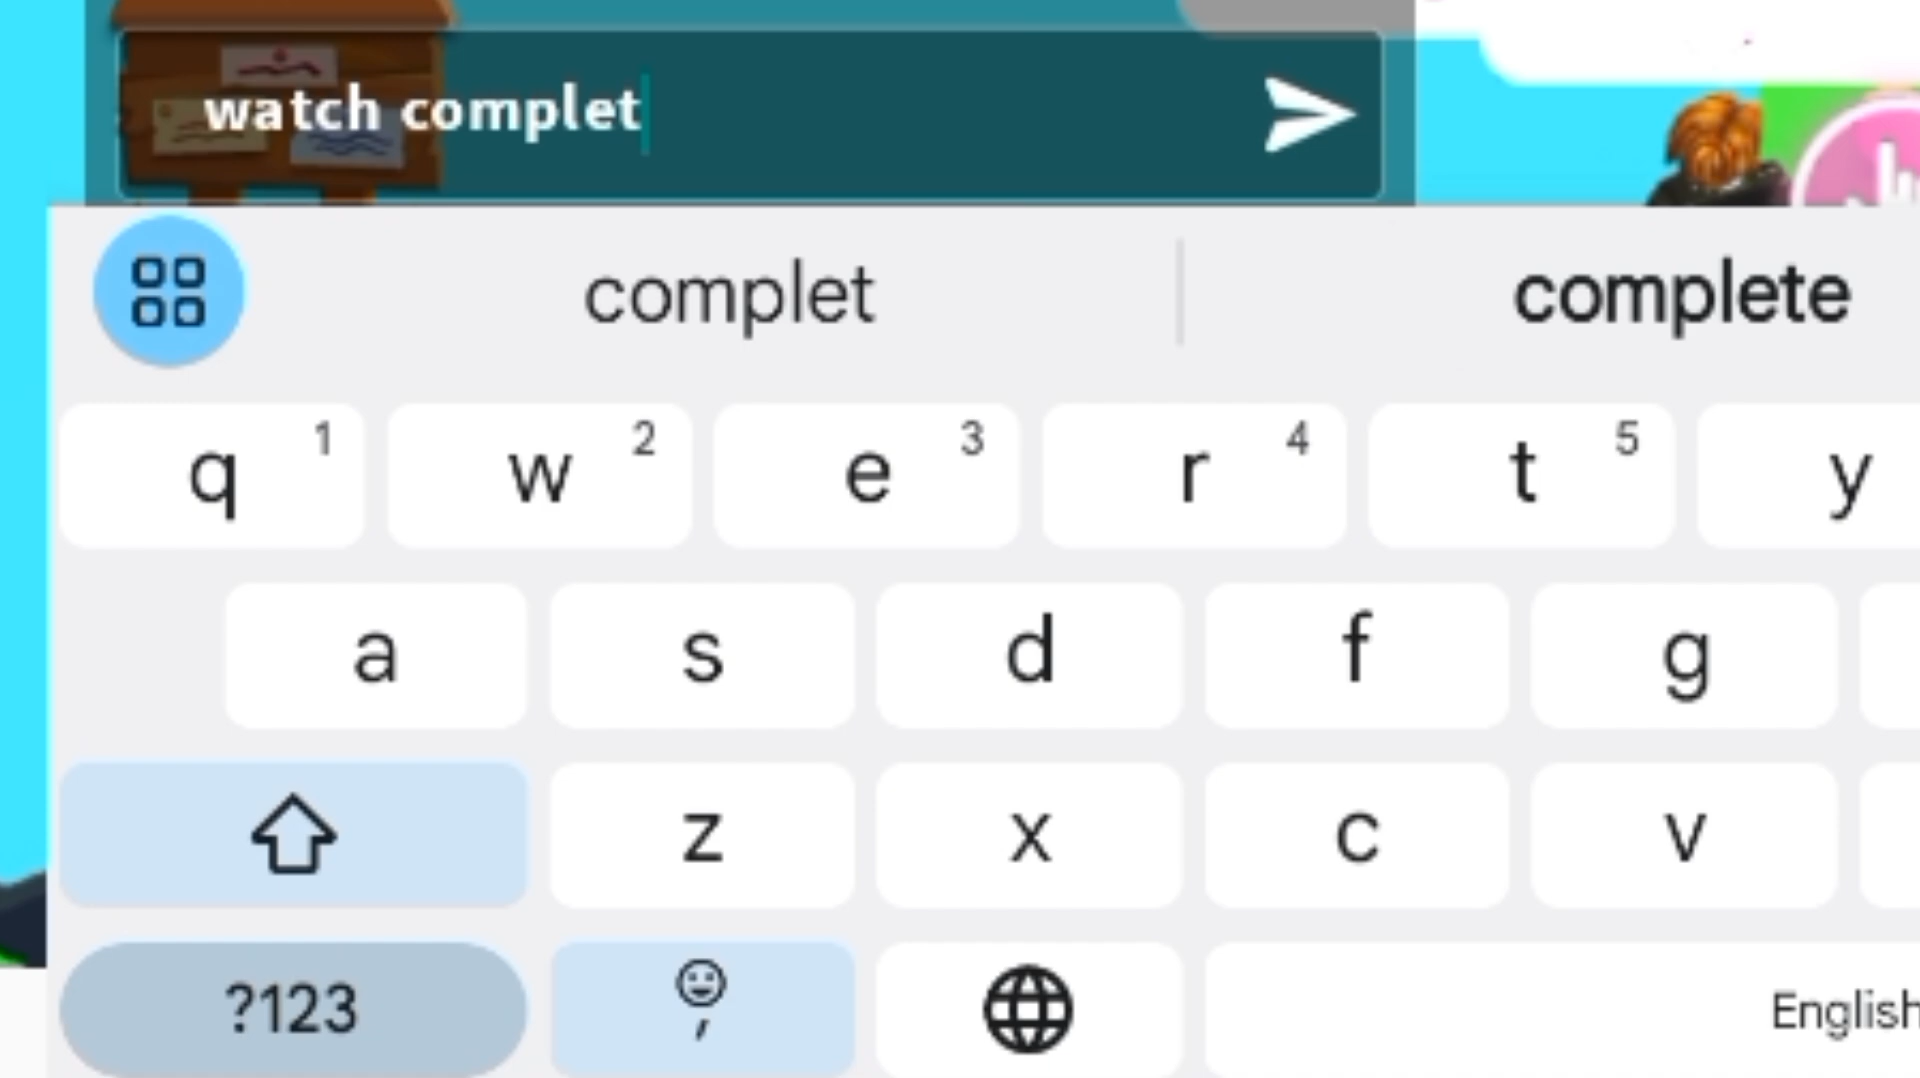 watch complet
complet complete
q 1 w 2 e 3 r 4 t 5 y
a s d f g
z x c v
?123 , English